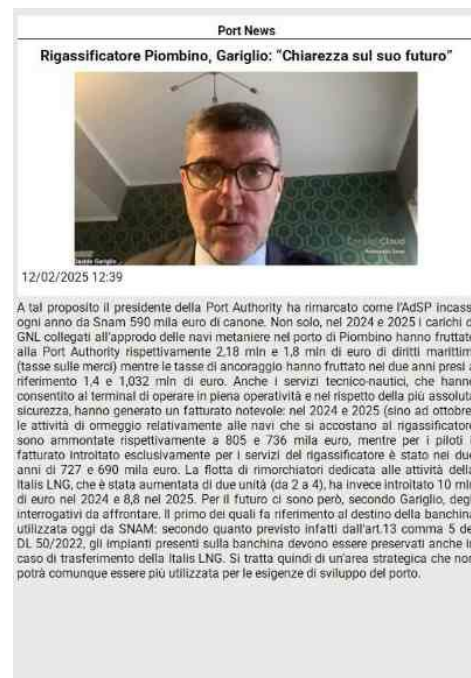 Port News
Rigassificatore Piombino, Gariglio: “Chiarezza sul suo futuro”
Davide Gariglio
12/02/2025 12:39
A tal proposito il presidente della Port Authority ha rimarcato come l'AdSP incass
ogni anno da Snam 590 mila euro di canone. Non solo, nel 2024 e 2025 i carichi d
GNL collegati all'approdo delle navi metaniere nel porto di Piombino hanno fruttato
alla Port Authority rispettivamente 2,18 mln e 1,8 mln di euro di diritti marittim
(tasse sulle merci) mentre le tasse di ancoraggio hanno fruttato nei due anni presi a
riferimento 1,4 e 1,032 mln di euro. Anche i servizi tecnico-nautici, che hanno
consentito al terminal di operare in piena operatività e nel rispetto della più assoluta
sicurezza, hanno generato un fatturato notevole: nel 2024 e 2025 (sino ad ottobre)
le attività di ormeggio relativamente alle navi che si accostano al rigassificatore
sono ammontate rispettivamente a 805 e 736 mila euro, mentre per i piloti i
fatturato introitato esclusivamente per i servizi del rigassificatore è stato nei due
anni di 727 e 690 mila euro. La flotta di rimorchiatori dedicata alle attività della
Italis LNG, che è stata aumentata di due unità (da 2 a 4), ha invece introitato 10 mln
di euro nel 2024 e 8,8 nel 2025. Per il futuro ci sono però, secondo Gariglio, degl
interrogativi da affrontare. Il primo dei quali fa riferimento al destino della banchina
utilizzata oggi da SNAM: secondo quanto previsto infatti dall'art.13 comma 5 de
DL 50/2022, gli impianti presenti sulla banchina devono essere preservati anche in
caso di trasferimento della Italis LNG. Si tratta quindi di un'area strategica che non
potrà comunque essere più utilizzata per le esigenze di sviluppo del porto.